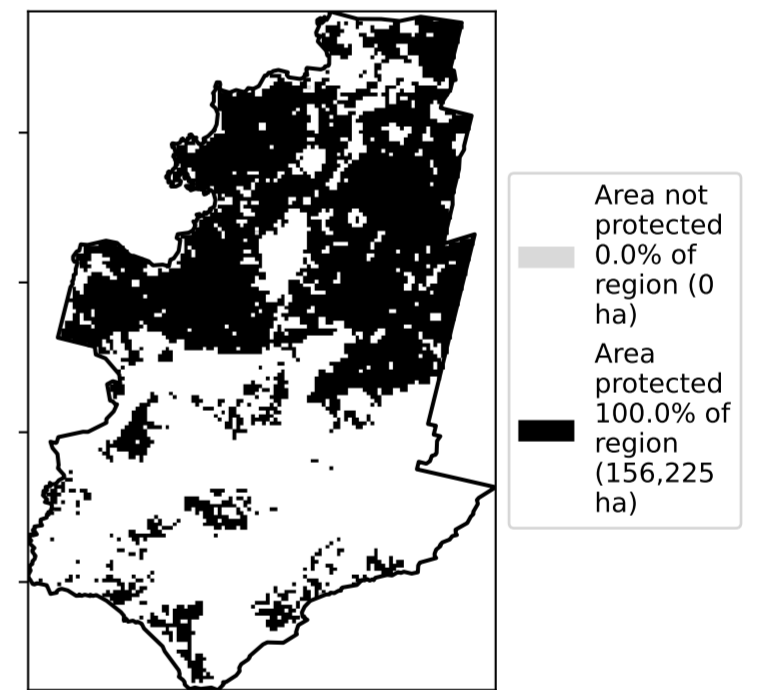 Area not
protected
0.0% of
region (0
ha)
Area
protected
100.0% of
region
(156,225
ha)